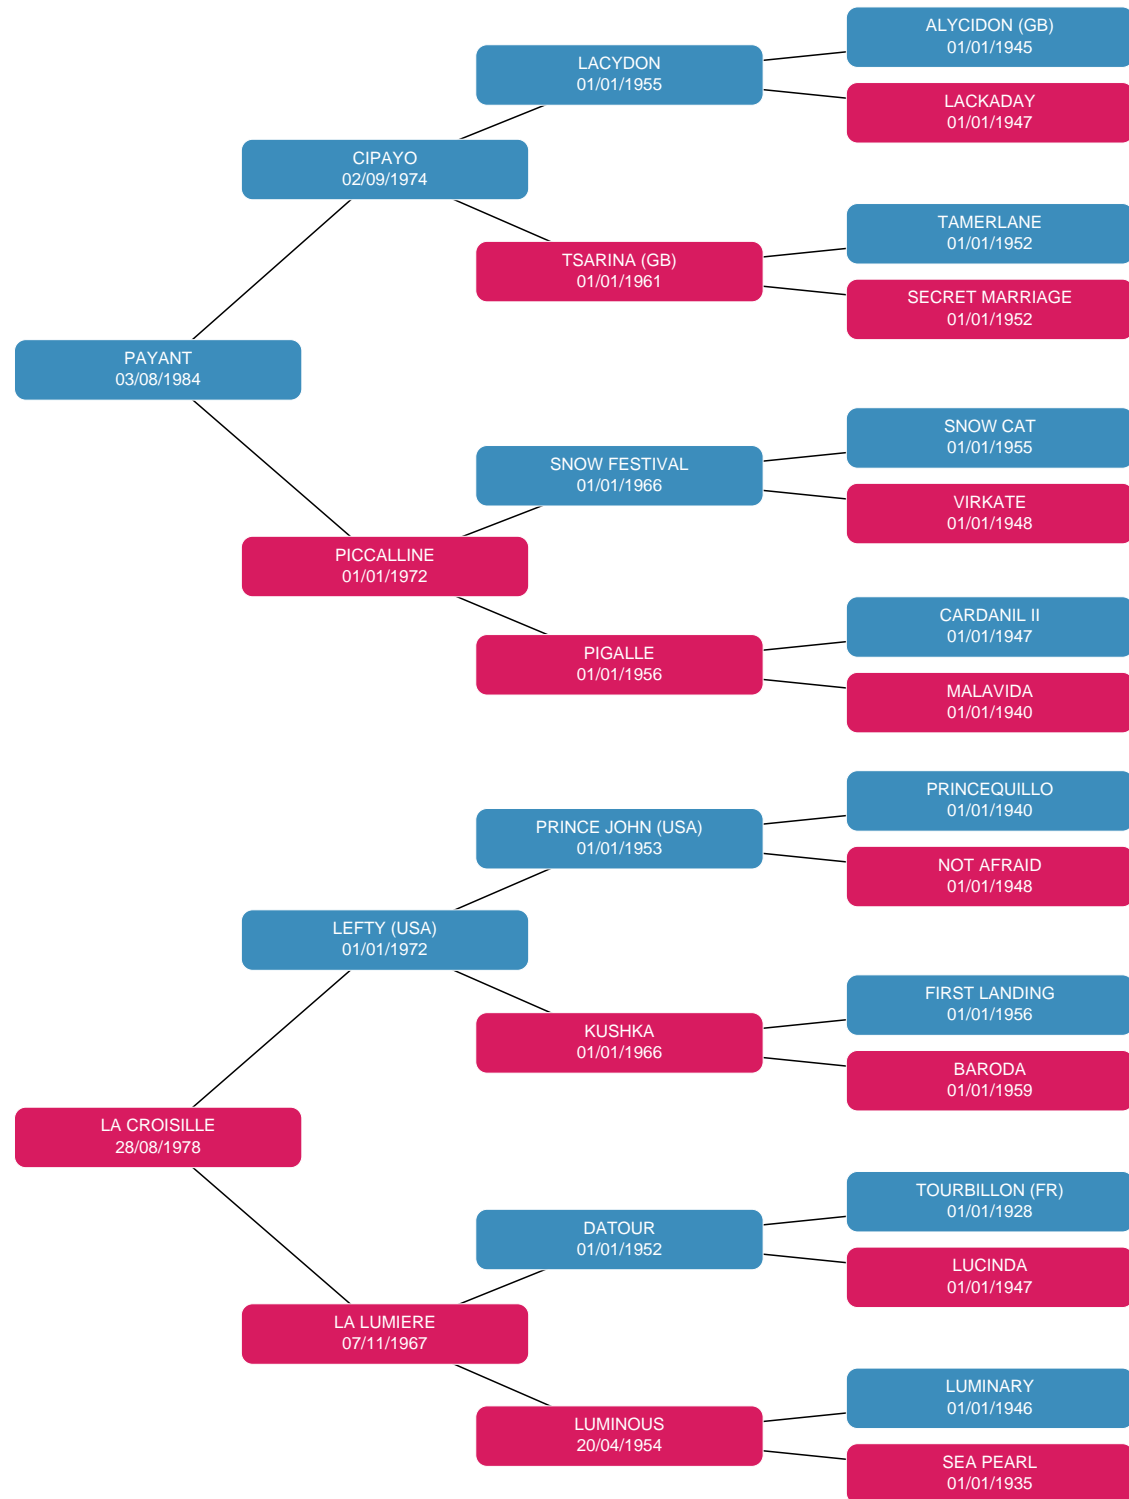 ALYCIDON (GB)
01/01/1945
LACYDON
01/01/1955
LACKADAY
01/01/1947
CIPAYO
02/09/1974
TAMERLANE
01/01/1952
TSARINA (GB)
01/01/1961
SECRET MARRIAGE
01/01/1952
PAYANT
03/08/1984
SNOW CAT
01/01/1955
SNOW FESTIVAL
01/01/1966
VIRKATE
01/01/1948
PICCALLINE
01/01/1972
CARDANIL II
01/01/1947
PIGALLE
01/01/1956
MALAVIDA
01/01/1940
PRINCEQUILLO
01/01/1940
PRINCE JOHN (USA)
01/01/1953
NOT AFRAID
01/01/1948
LEFTY (USA)
01/01/1972
FIRST LANDING
01/01/1956
KUSHKA
01/01/1966
BARODA
01/01/1959
LA CROISILLE
28/08/1978
TOURBILLON (FR)
01/01/1928
DATOUR
01/01/1952
LUCINDA
01/01/1947
LA LUMIERE
07/11/1967
LUMINARY
01/01/1946
LUMINOUS
20/04/1954
SEA PEARL
01/01/1935